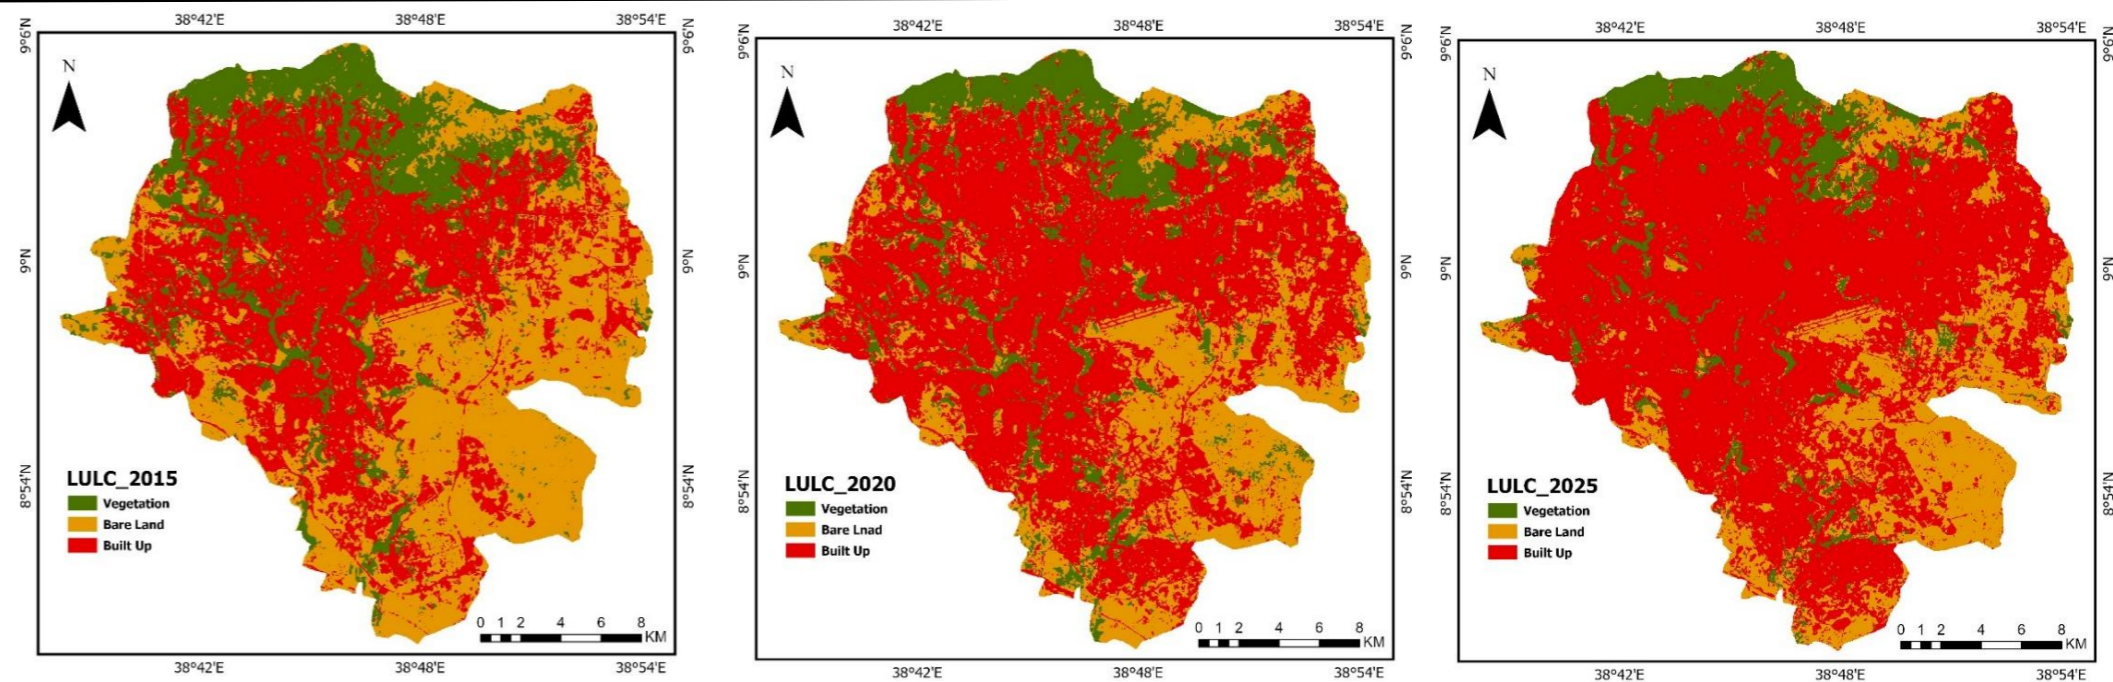 38°42'E 38°48'E 38°54'E
9°6'N 9°6'N
N
9°N 9°N
8°54'N 8°54'N
LULC_2015
Vegetation
Bare Land
Built Up
0 1 2 4 6 8 KM
38°42'E 38°48'E 38°54'E
38°42'E 38°48'E 38°54'E
9°6'N 9°6'N
N
9°N 9°N
8°54'N 8°54'N
LULC_2020
Vegetation
Bare Lnad
Built Up
0 1 2 4 6 8 KM
38°42'E 38°48'E 38°54'E
38°42'E 38°48'E 38°54'E
9°6'N 9°6'N
N
9°N 9°N
8°54'N 8°54'N
LULC_2025
Vegetation
Bare Land
Built Up
0 1 2 4 6 8 KM
38°42'E 38°48'E 38°54'E